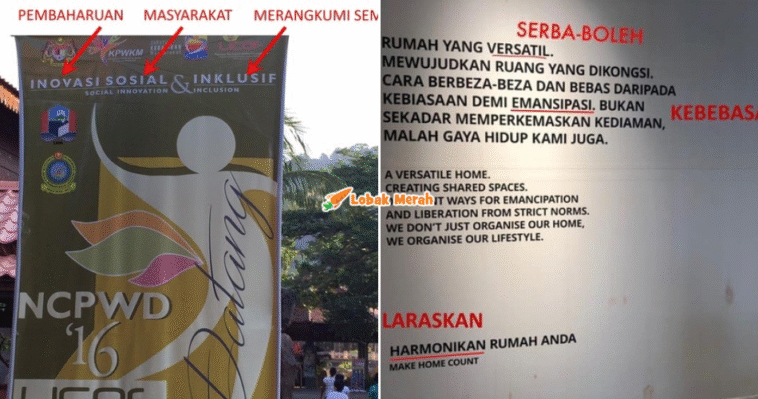 PEMBAHARUAN MASYARAKAT MERANGKUMI SEM
KPWKM
INOVASI SOSIAL & INKLUSIF
SOCIAL INNOVATION INCLUSION
Datang
NCPWD
'16
Lobak Merah
SERBA-BOLEH
RUMAH YANG VERSATIL.
MEWUJUDKAN RUANG YANG DIKONGSI.
CARA BERBEZA-BEZA DAN BEBAS DARIPADA
KEBIASAAN DEMI EMANSIPASI. BUKAN
KEBEBASA
SEKADAR MEMPERKEMASKAN KEDIAMAN,
MALAH GAYA HIDUP KAMI JUGA.
A VERSATILE HOME.
CREATING SHARED SPACES.
NT WAYS FOR EMANCIPATION
AND LIBERATION FROM STRICT NORMS.
WE DON'T JUST ORGANISE OUR HOME,
WE ORGANISE OUR LIFESTYLE.
LARASKAN
HARMONIKAN RUMAH ANDA
MAKE HOME COUNT